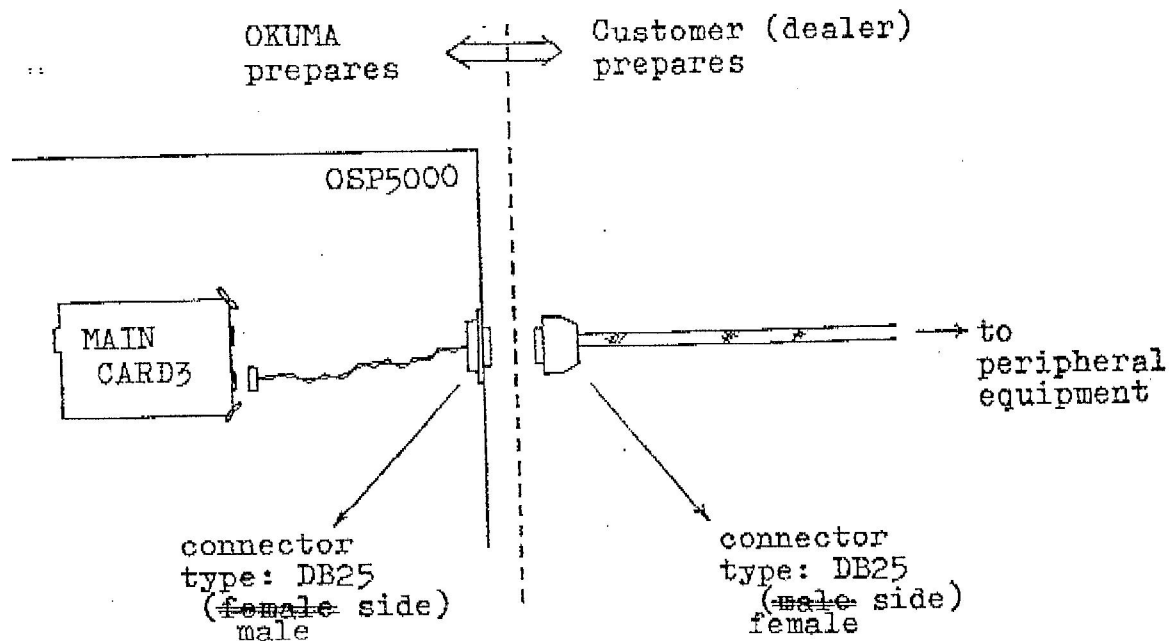 OKUMA
prepares
Customer (dealer)
prepares
OSP5000
MAIN
CARD3
to
peripheral
equipment
connector
type: DB25
(female side)
male
connector
type: DB25
(male side)
female